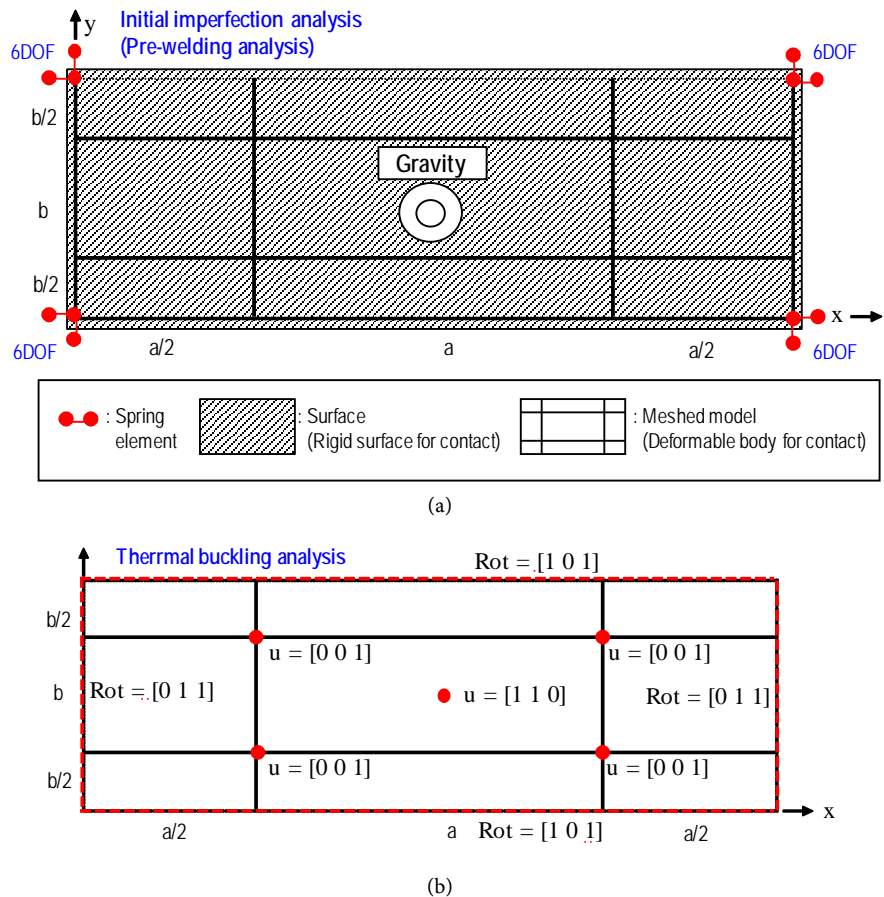 y
Initial imperfection analysis
(Pre-welding analysis)
6DOF
6DOF
b/2
Gravity
b
b/2
x
6DOF
a/2
a
a/2
6DOF
: Spring
element
: Surface
(Rigid surface for contact)
: Meshed model
(Deformable body for contact)
(a)
Therrmal buckling analysis
Rot = [1 0 1]
b/2
u = [0 0 1]
u = [0 0 1]
b
Rot = [0 1 1]
u = [1 1 0]
Rot = [0 1 1]
u = [0 0 1]
u = [0 0 1]
b/2
x
a/2
a
Rot = [1 0 1]
a/2
(b)